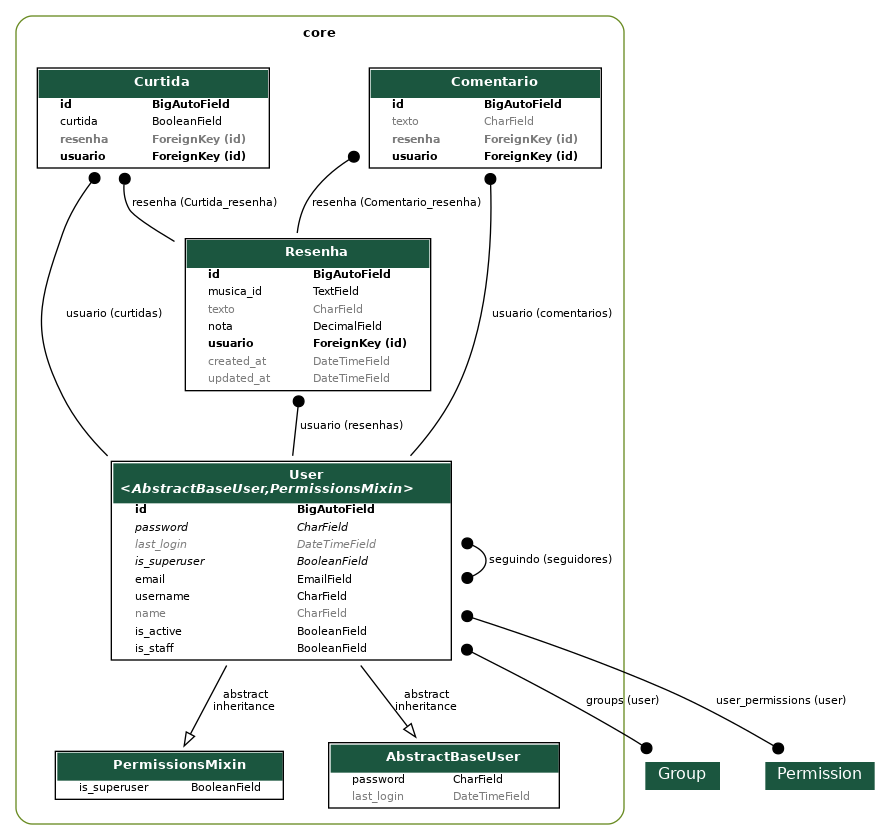 core
Curtida
id BigAutoField
curtida BooleanField
resenha ForeignKey (id)
usuario ForeignKey (id)
Comentario
id BigAutoField
texto CharField
resenha ForeignKey (id)
usuario ForeignKey (id)
resenha (Curtida_resenha)
resenha (Comentario_resenha)
Resenha
id BigAutoField
musica_id TextField
texto CharField
nota DecimalField
usuario ForeignKey (id)
created_at DateTimeField
updated_at DateTimeField
usuario (curtidas)
usuario (comentarios)
usuario (resenhas)
User
<AbstractBaseUser,PermissionsMixin>
id BigAutoField
password CharField
last_login DateTimeField
is_superuser BooleanField
email EmailField
username CharField
name CharField
is_active BooleanField
is_staff BooleanField
seguindo (seguidores)
abstract
inheritance
abstract
inheritance
groups (user)
user_permissions (user)
PermissionsMixin
is_superuser BooleanField
AbstractBaseUser
password CharField
last_login DateTimeField
Group
Permission